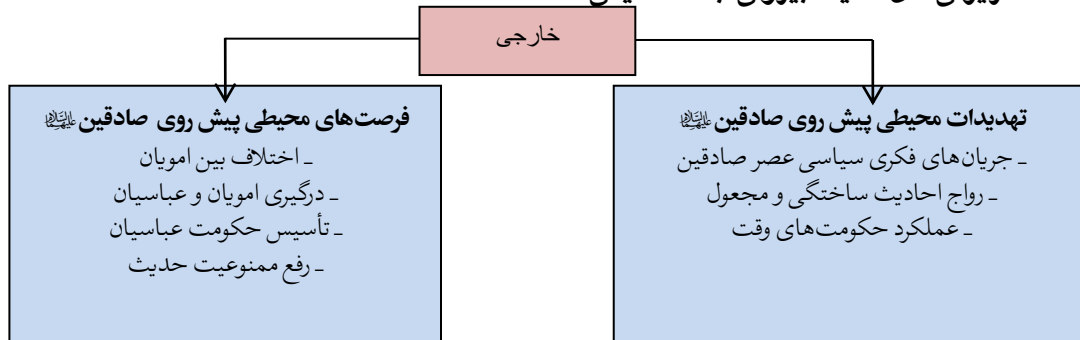 خارجی
تهدیدات محیطی پیش روی صادقین علیهما‌السلام
ـ جریان‌های فکری سیاسی عصر صادقین
ـ رواج احادیث ساختگی و مجعول
ـ عملکرد حکومت‌های وقت
فرصت‌های محیطی پیش روی صادقین علیهما‌السلام
ـ اختلاف بین امویان
ـ درگیری امویان و عباسیان
ـ تأسیس حکومت عباسیان
ـ رفع ممنوعیت حدیث